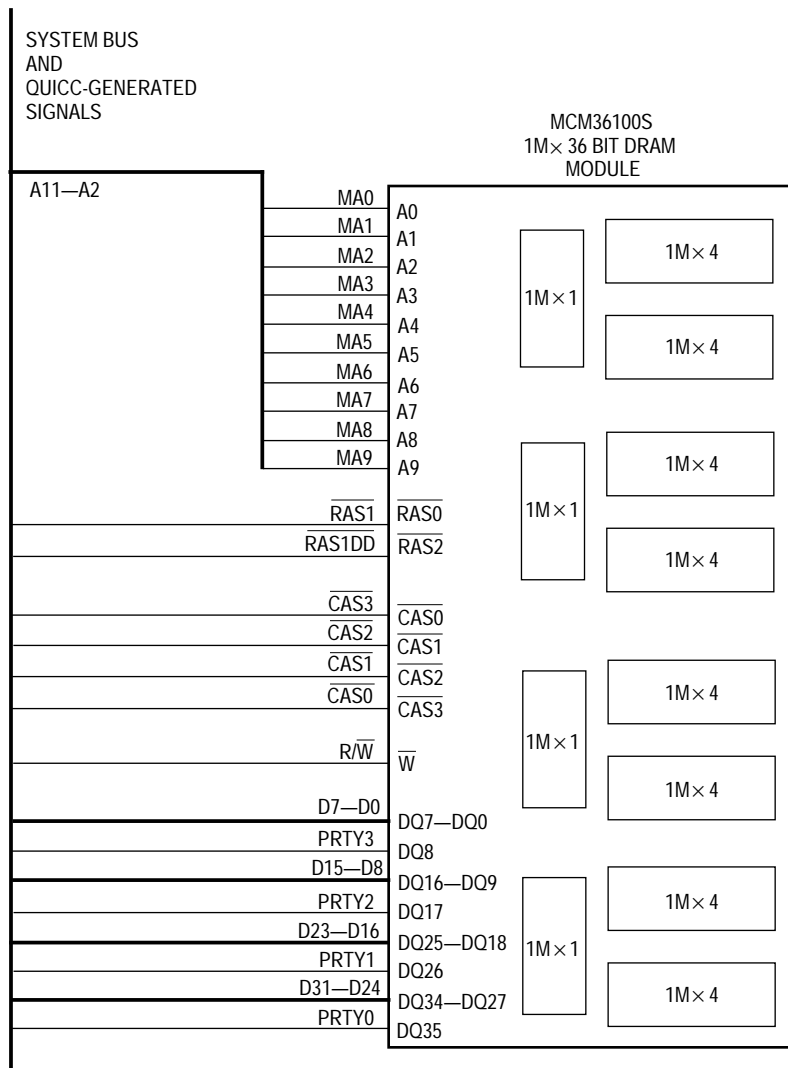 SYSTEM BUS
AND
QUICC-GENERATED
SIGNALS
MCM36100S
1M× 36 BIT DRAM
MODULE
A11—A2
MA0
A0
MA1
A1
MA2
A2
MA3
A3
MA4
A4
MA5
A5
MA6
A6
MA7
A7
MA8
A8
MA9
A9
RAS1
RAS0
RAS1DD
RAS2
CAS3
CAS0
CAS2
CAS1
CAS1
CAS2
CAS0
CAS3
R/W
W
D7—D0
DQ7—DQ0
PRTY3
DQ8
D15—D8
DQ16—DQ9
PRTY2
DQ17
D23—D16
DQ25—DQ18
PRTY1
DQ26
D31—D24
DQ34—DQ27
PRTY0
DQ35
1M× 1
1M× 4
1M× 4
1M× 1
1M× 4
1M× 4
1M× 1
1M× 4
1M× 4
1M× 1
1M× 4
1M× 4